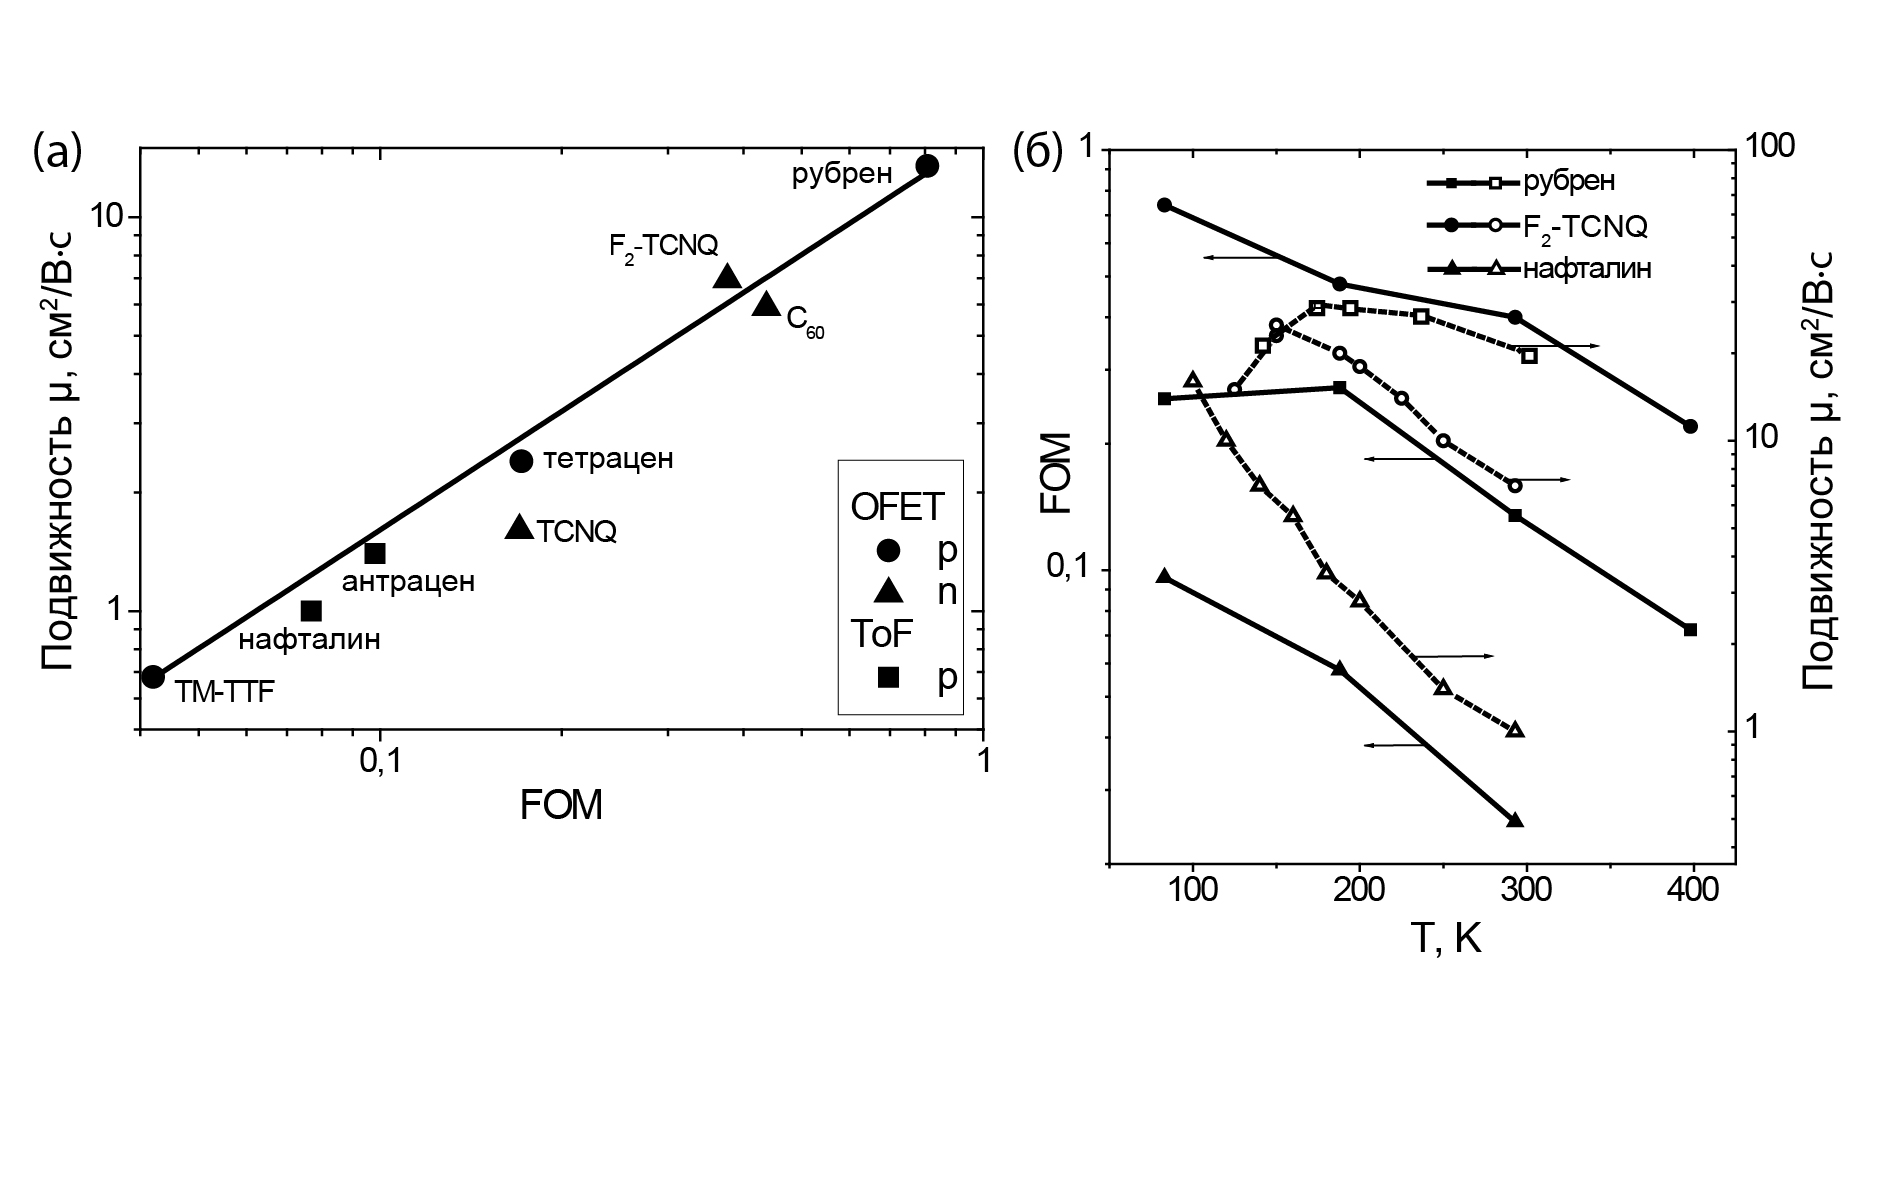 (а)
Подвижность μ, см²/В·с
10
1
рубрен
F₂-TCNQ
C₆₀
тетрацен
TCNQ
антрацен
нафталин
TM-TTF
OFET
p
n
ToF
p
0,1
1
FOM
(б)
1
0,1
FOM
рубрен
F₂-TCNQ
нафталин
100
10
1
Подвижность μ, см²/В·с
100
200
300
400
T, K